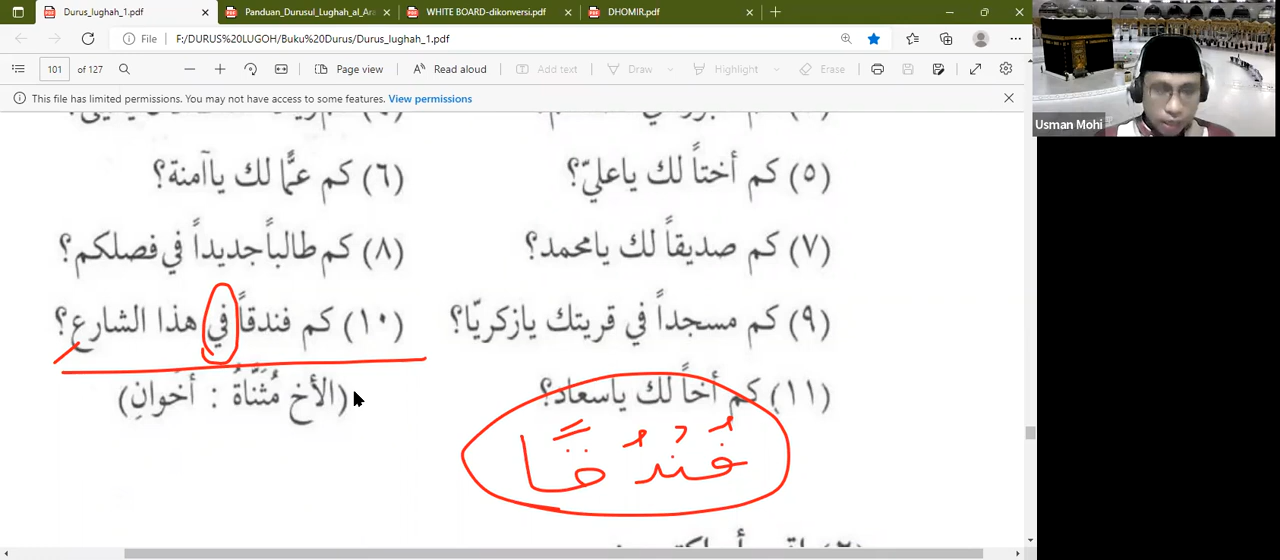 Durus_lughah_1.pdf
Panduan_Durusul_Lughah_al_Ara
WHITE BOARD-dikonversi.pdf
DHOMIR.pdf
File
F:/DURUS%20LUGOH/Buku%20Durus/Durus_lughah_1.pdf
101 of 127
Page view
Read aloud
Add text
Draw
Highlight
Erase
This file has limited permissions. You may not have access to some features. View permissions
Usman Mohi
(٥) كم أختاً لك ياعليّ؟
(٦) كم عمًّا لك ياآمنة؟
(٧) كم صديقاً لك يامحمد؟
(٨) كم طالباً جديداً في فصلكم؟
(٩) كم مسجداً في قريتك يازكريّا؟
(١٠) كم فندقاً في هذا الشارع؟
(١١) كم أخاً لك ياسعاد؟
(الأخ مُثَنَّاهُ : أخَوانِ)
فُنْدُقًا